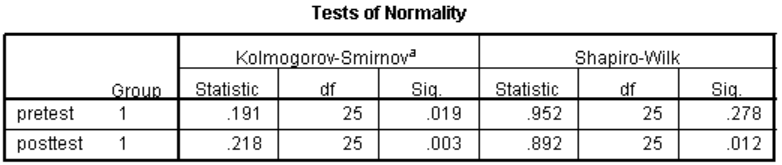 Tests of Normality
Kolmogorov-Smirnovᵃ Shapiro-Wilk
Group Statistic df Sig. Statistic df Sig.
pretest 1 .191 25 .019 .952 25 .278
posttest 1 .218 25 .003 .892 25 .012